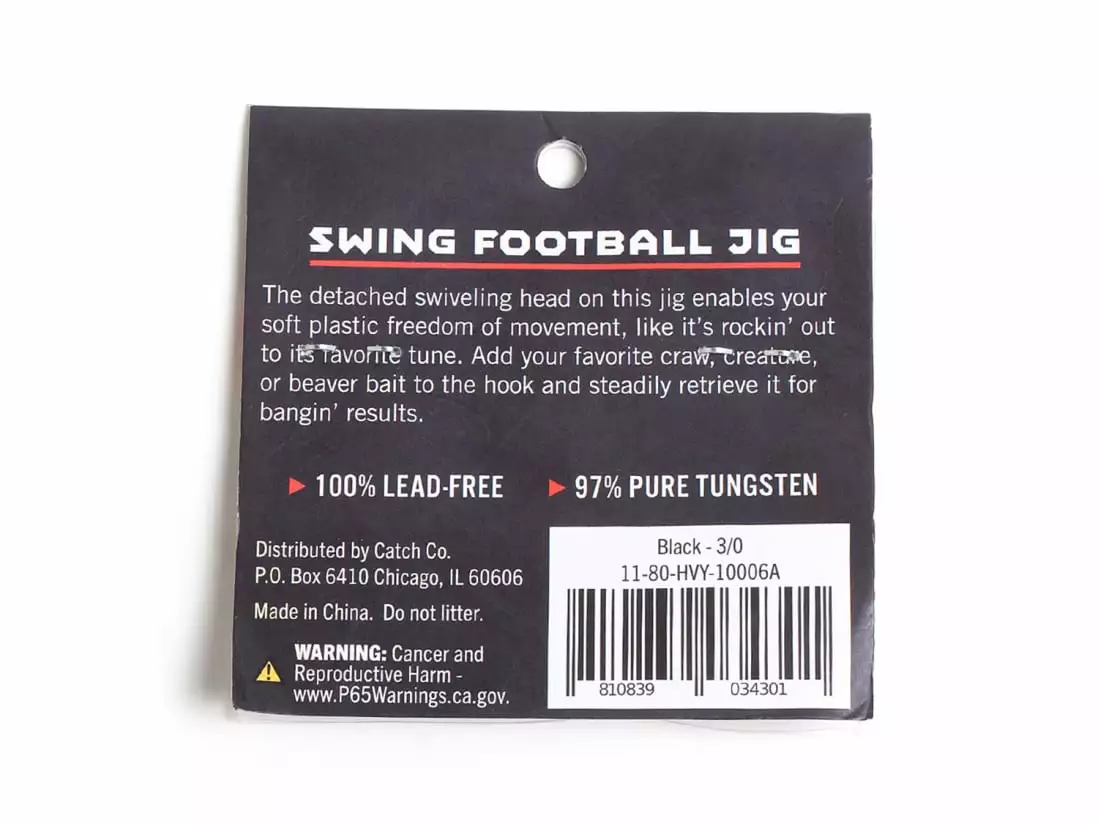 SWING FOOTBALL JIG
The detached swiveling head on this jig enables your
soft plastic freedom of movement, like it's rockin' out
to its favorite tune. Add your favorite craw, creature,
or beaver bait to the hook and steadily retrieve it for
bangin' results.
100% LEAD-FREE
97% PURE TUNGSTEN
Distributed by Catch Co.
P.O. Box 6410 Chicago, IL 60606
Made in China. Do not litter.
WARNING: Cancer and
Reproductive Harm -
www.P65Warnings.ca.gov.
Black - 3/0
11-80-HVY-10006A
810839 034301